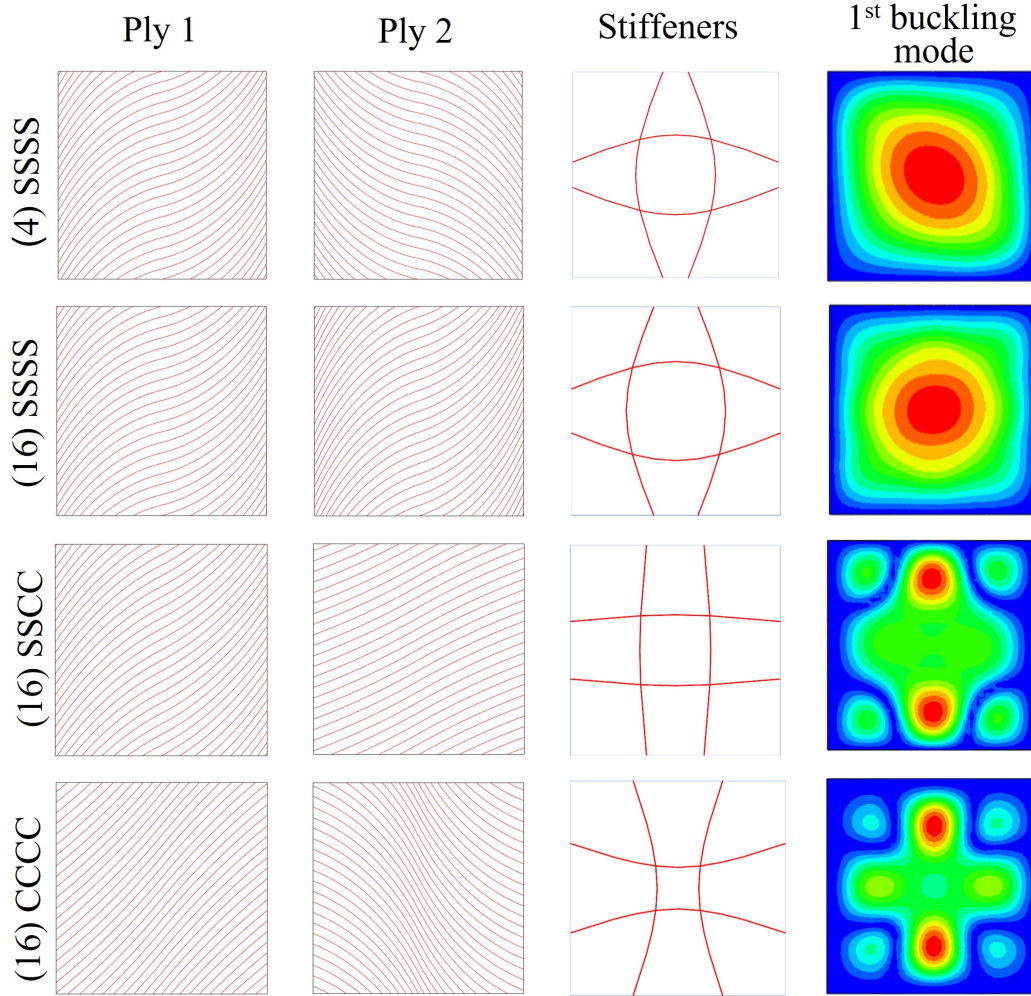 Ply 1
Ply 2
Stiffeners
1st buckling
mode
(4) SSSS
(16) SSSS
(16) SSCC
(16) CCCC